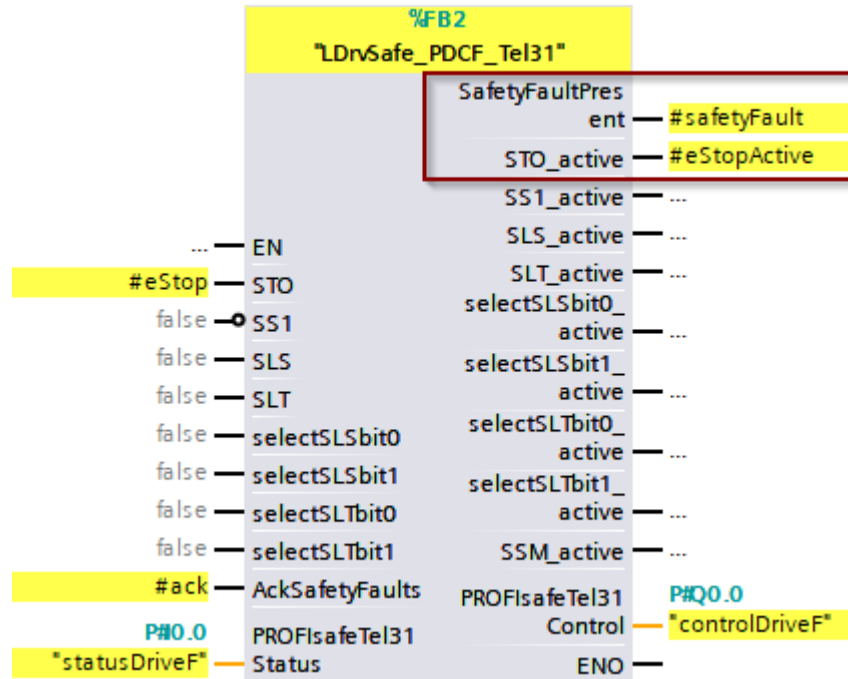 %FB2
"LDrvSafe_PDCF_Tel31"
SafetyFaultPres
ent #safetyFault
STO_active #eStopActive
SS1_active ...
... EN SLS_active ...
#eStop STO SLT_active ...
false SS1 selectSLSbit0_
active ...
false SLS selectSLSbit1_
false SLT active ...
false selectSLSbit0 selectSLTbit0_
active ...
false selectSLSbit1 selectSLTbit1_
false selectSLTbit0 active ...
false selectSLTbit1 SSM_active ...
#ack AckSafetyFaults PROFIsafeTel31 P#Q0.0
Control "controlDriveF"
P#I0.0 PROFIsafeTel31
"statusDriveF" Status ENO